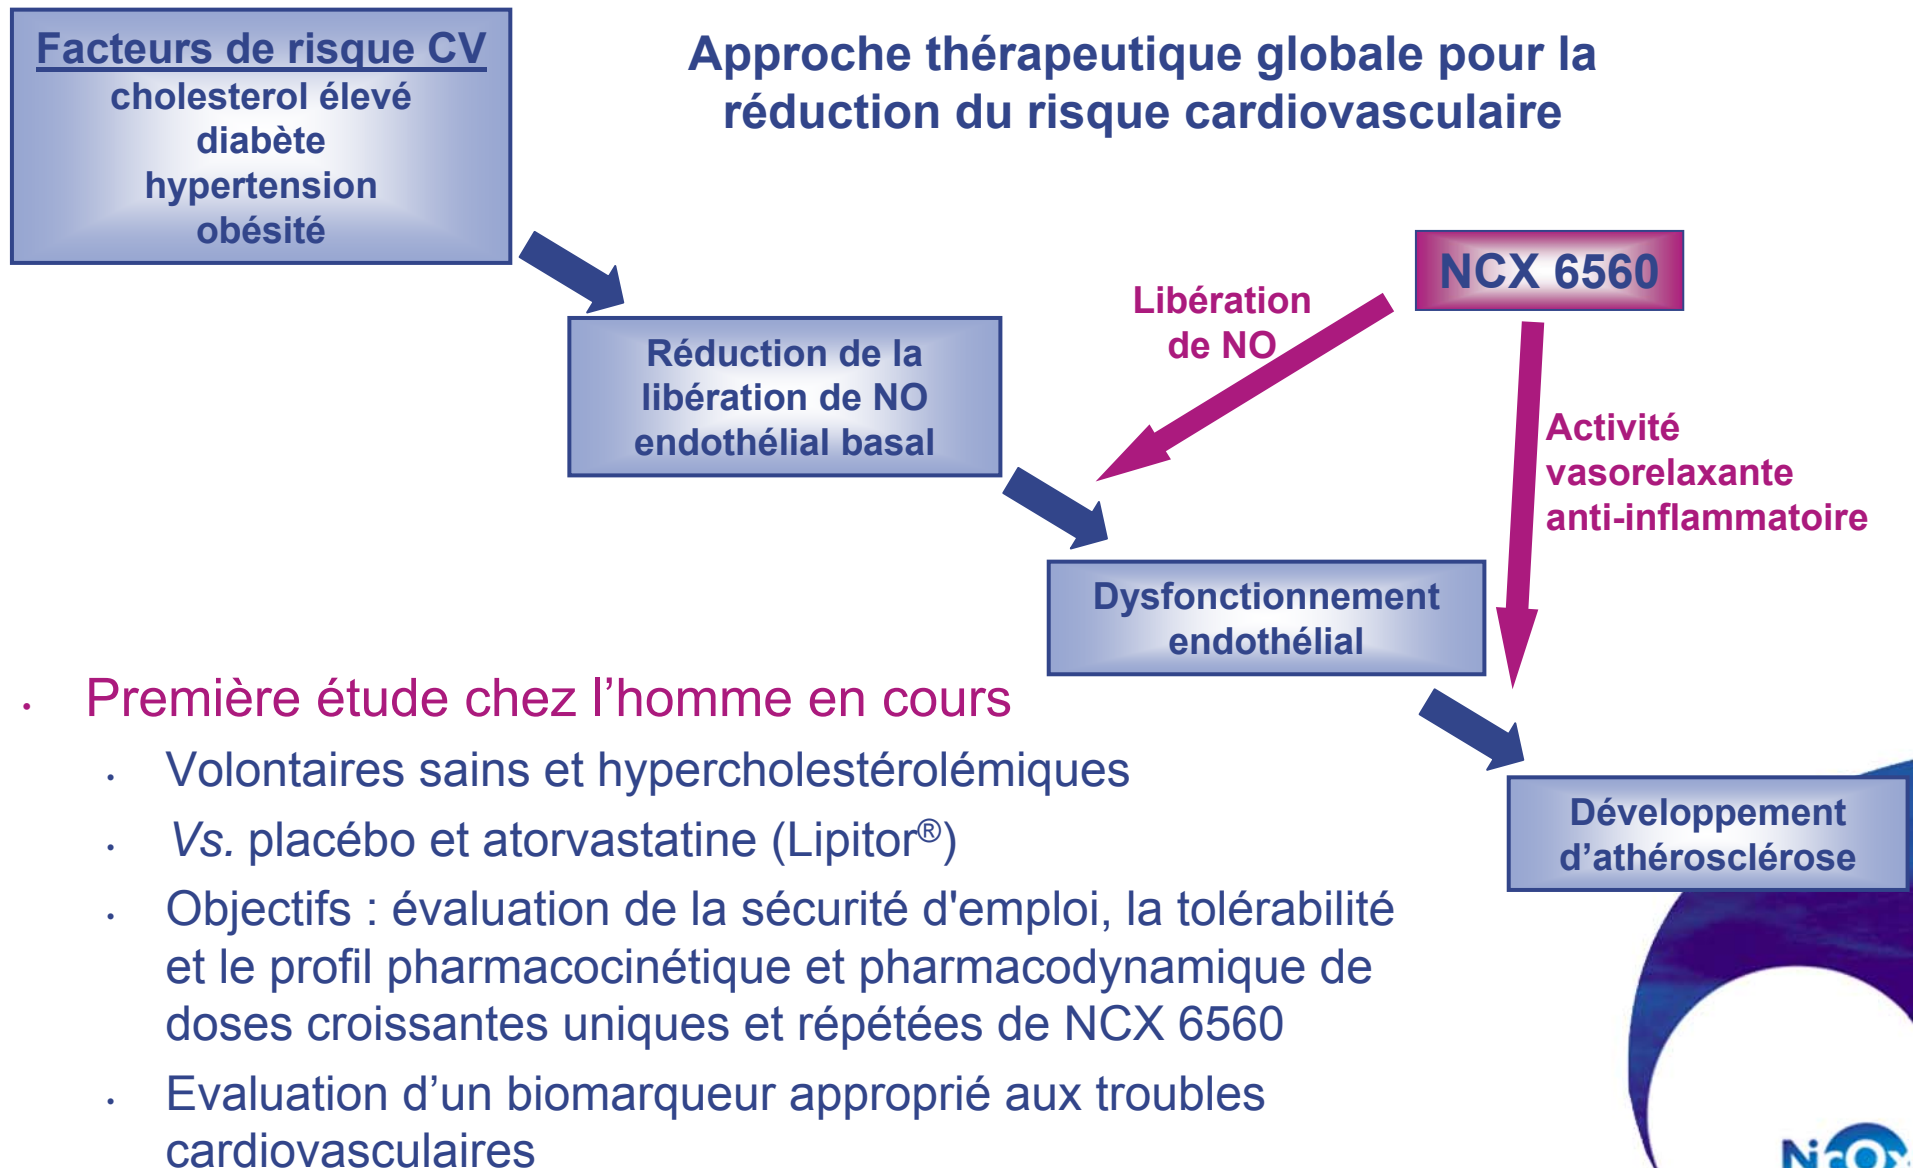 Facteurs de risque CV
cholesterol élevé
diabète
hypertension
obésité
Approche thérapeutique globale pour la
réduction du risque cardiovasculaire
NCX 6560
Libération
de NO
Réduction de la
libération de NO
endothélial basal
Activité
vasorelaxante
anti-inflammatoire
Dysfonctionnement
endothélial
Développement
d’athérosclérose
• Première étude chez l’homme en cours
• Volontaires sains et hypercholestérolémiques
• Vs. placébo et atorvastatine (Lipitor®)
• Objectifs : évaluation de la sécurité d'emploi, la tolérabilité
et le profil pharmacocinétique et pharmacodynamique de
doses croissantes uniques et répétées de NCX 6560
• Evaluation d’un biomarqueur approprié aux troubles
cardiovasculaires
NicOx